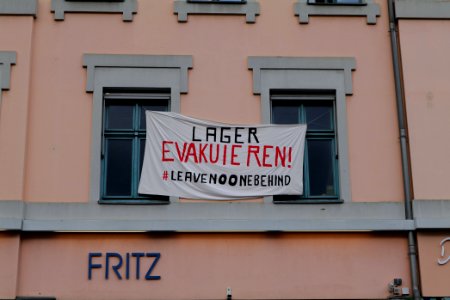 LAGER
EVAKUIEREN!
#LEAVENOONEBEHIND
FRITZ